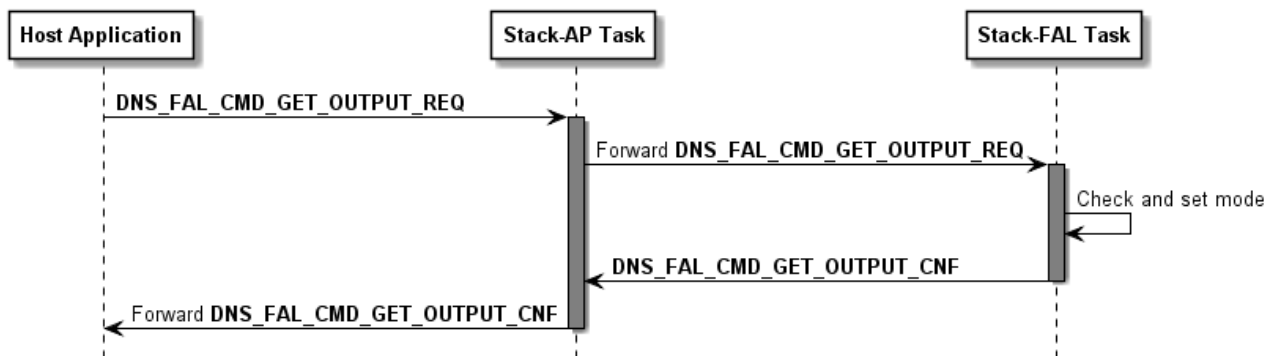 Host Application
Stack-AP Task
Stack-FAL Task
DNS_FAL_CMD_GET_OUTPUT_REQ
Forward DNS_FAL_CMD_GET_OUTPUT_REQ
Check and set mode
DNS_FAL_CMD_GET_OUTPUT_CNF
Forward DNS_FAL_CMD_GET_OUTPUT_CNF